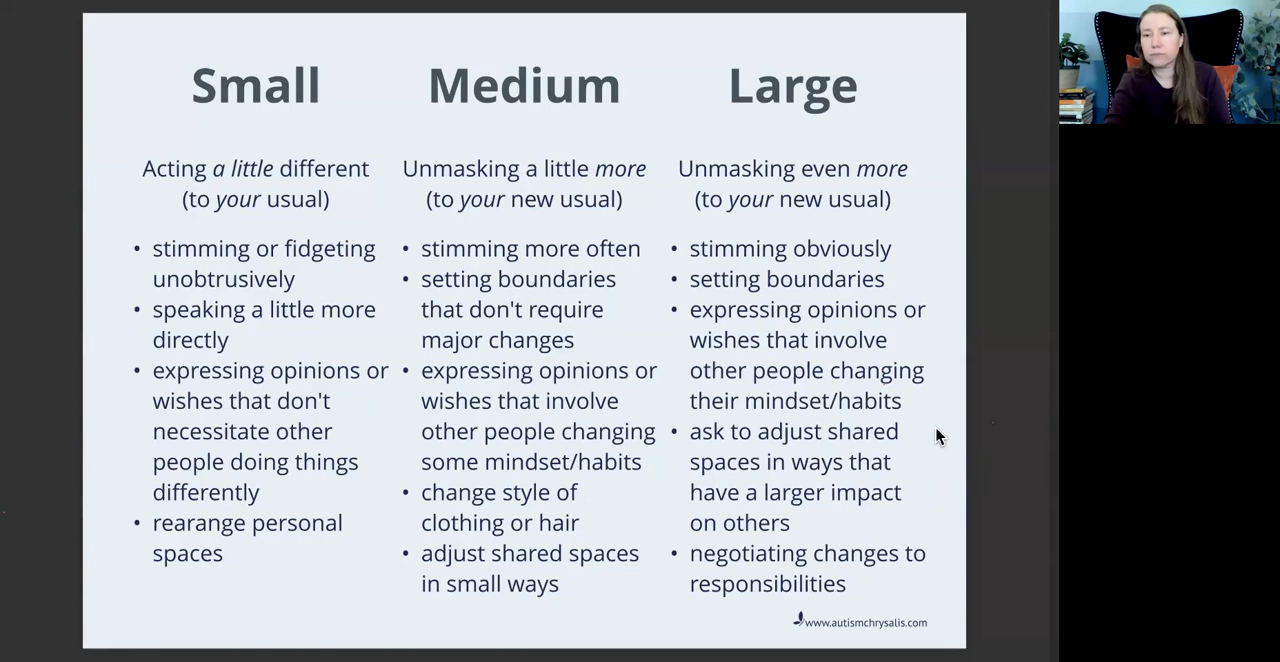 Small
Acting a little different
(to your usual)
• stimming or fidgeting
unobtrusively
• speaking a little more
directly
• expressing opinions or
wishes that don't
necessitate other
people doing things
differently
• rearange personal
spaces
Medium
Unmasking a little more
(to your new usual)
• stimming more often
• setting boundaries
that don't require
major changes
• expressing opinions or
wishes that involve
other people changing
some mindset/habits
• change style of
clothing or hair
• adjust shared spaces
in small ways
Large
Unmasking even more
(to your new usual)
• stimming obviously
• setting boundaries
• expressing opinions or
wishes that involve
other people changing
their mindset/habits
• ask to adjust shared
spaces in ways that
have a larger impact
on others
• negotiating changes to
responsibilities
www.autismchrysalis.com